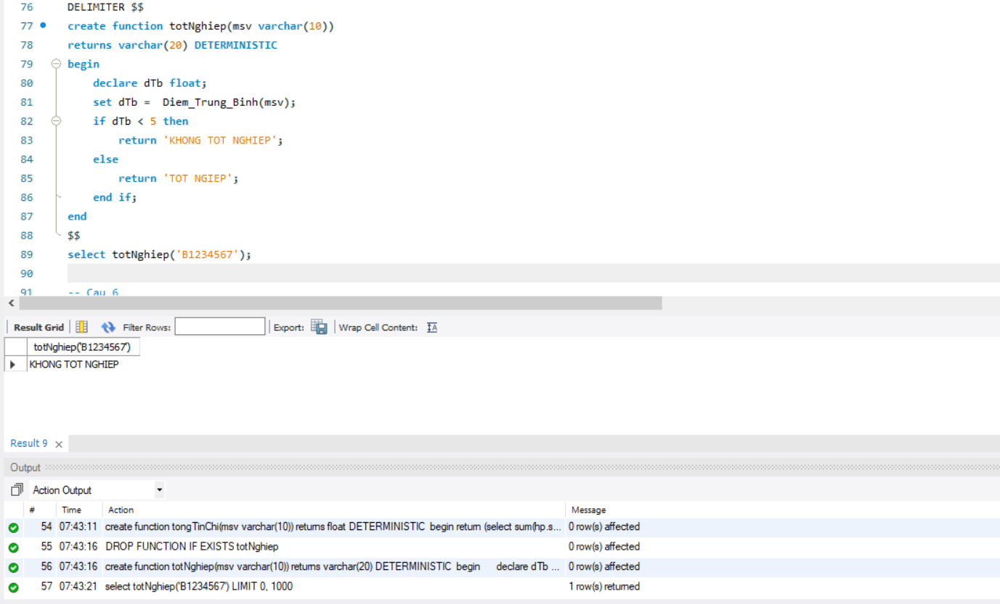 76 DELIMITER $$
77 create function totNghiep(msv varchar(10))
78 returns varchar(20) DETERMINISTIC
79 begin
80 declare dTb float;
81 set dTb =  Diem_Trung_Binh(msv);
82 if dTb < 5 then
83 return 'KHONG TOT NGHIEP';
84 else
85 return 'TOT NGIEP';
86 end if;
87 end
88 $$
89 select totNghiep('B1234567');
90
91 -- Cau 6
Result Grid Filter Rows: Export: Wrap Cell Content: IA
totNghiep('B1234567')
KHONG TOT NGHIEP
Result 9 ×
Output
Action Output
# Time Action Message
54 07:43:11 create function tongTinChi(msv varchar(10)) returns float DETERMINISTIC begin return (select sum(hp.s... 0 row(s) affected
55 07:43:16 DROP FUNCTION IF EXISTS totNghiep 0 row(s) affected
56 07:43:16 create function totNghiep(msv varchar(10)) returns varchar(20) DETERMINISTIC begin declare dTb ... 0 row(s) affected
57 07:43:21 select totNghiep('B1234567') LIMIT 0, 1000 1 row(s) returned